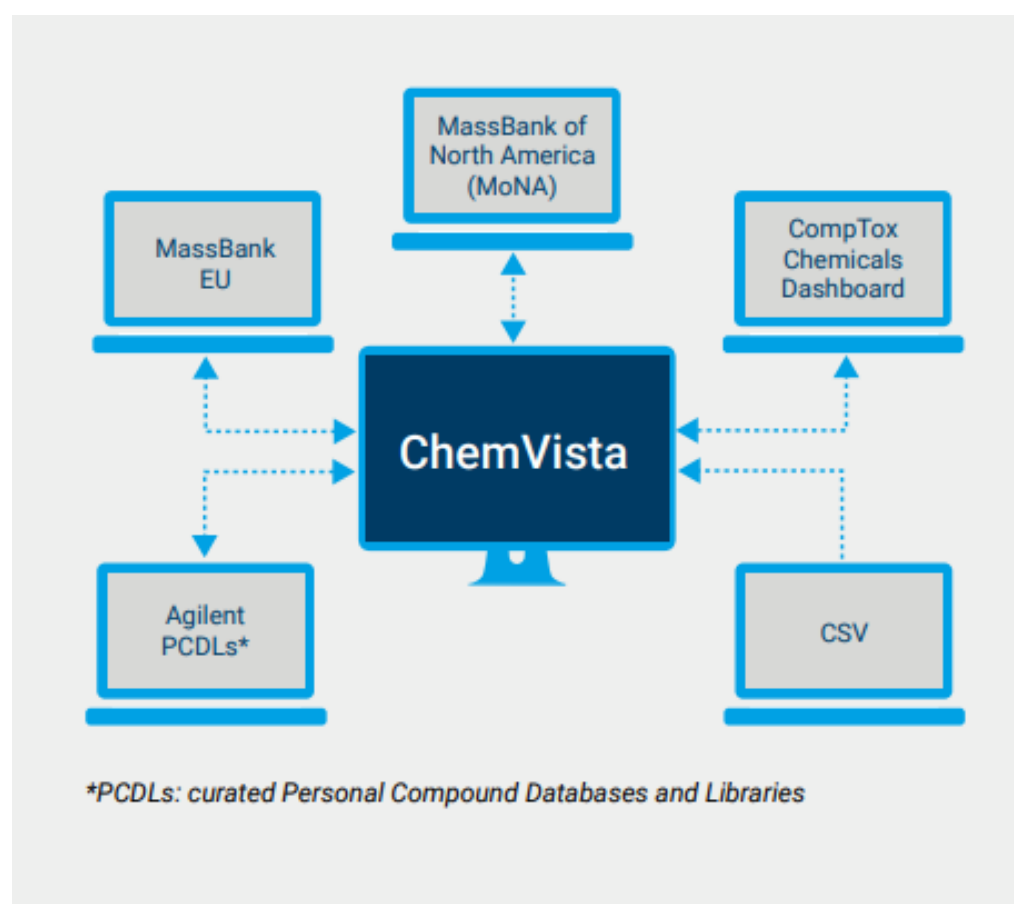 MassBank of
North America
(MoNA)
MassBank
EU
CompTox
Chemicals
Dashboard
ChemVista
Agilent
PCDLs*
CSV
*PCDLs: curated Personal Compound Databases and Libraries